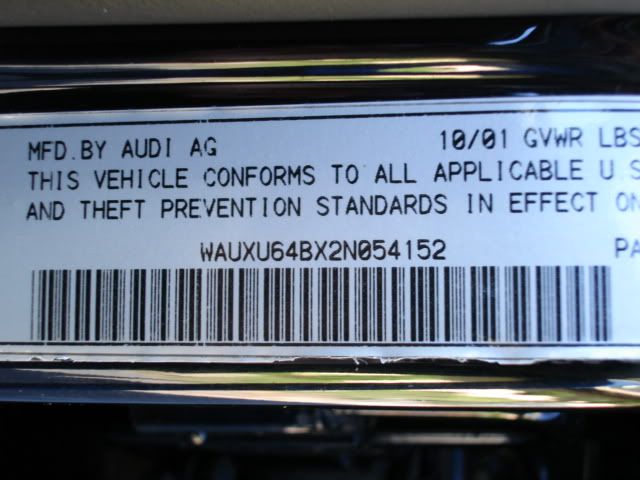 MFD.BY AUDI AG 10/01 GVWR LBS
THIS VEHICLE CONFORMS TO ALL APPLICABLE U.S
AND THEFT PREVENTION STANDARDS IN EFFECT ON
WAUXU64BX2N054152 PA